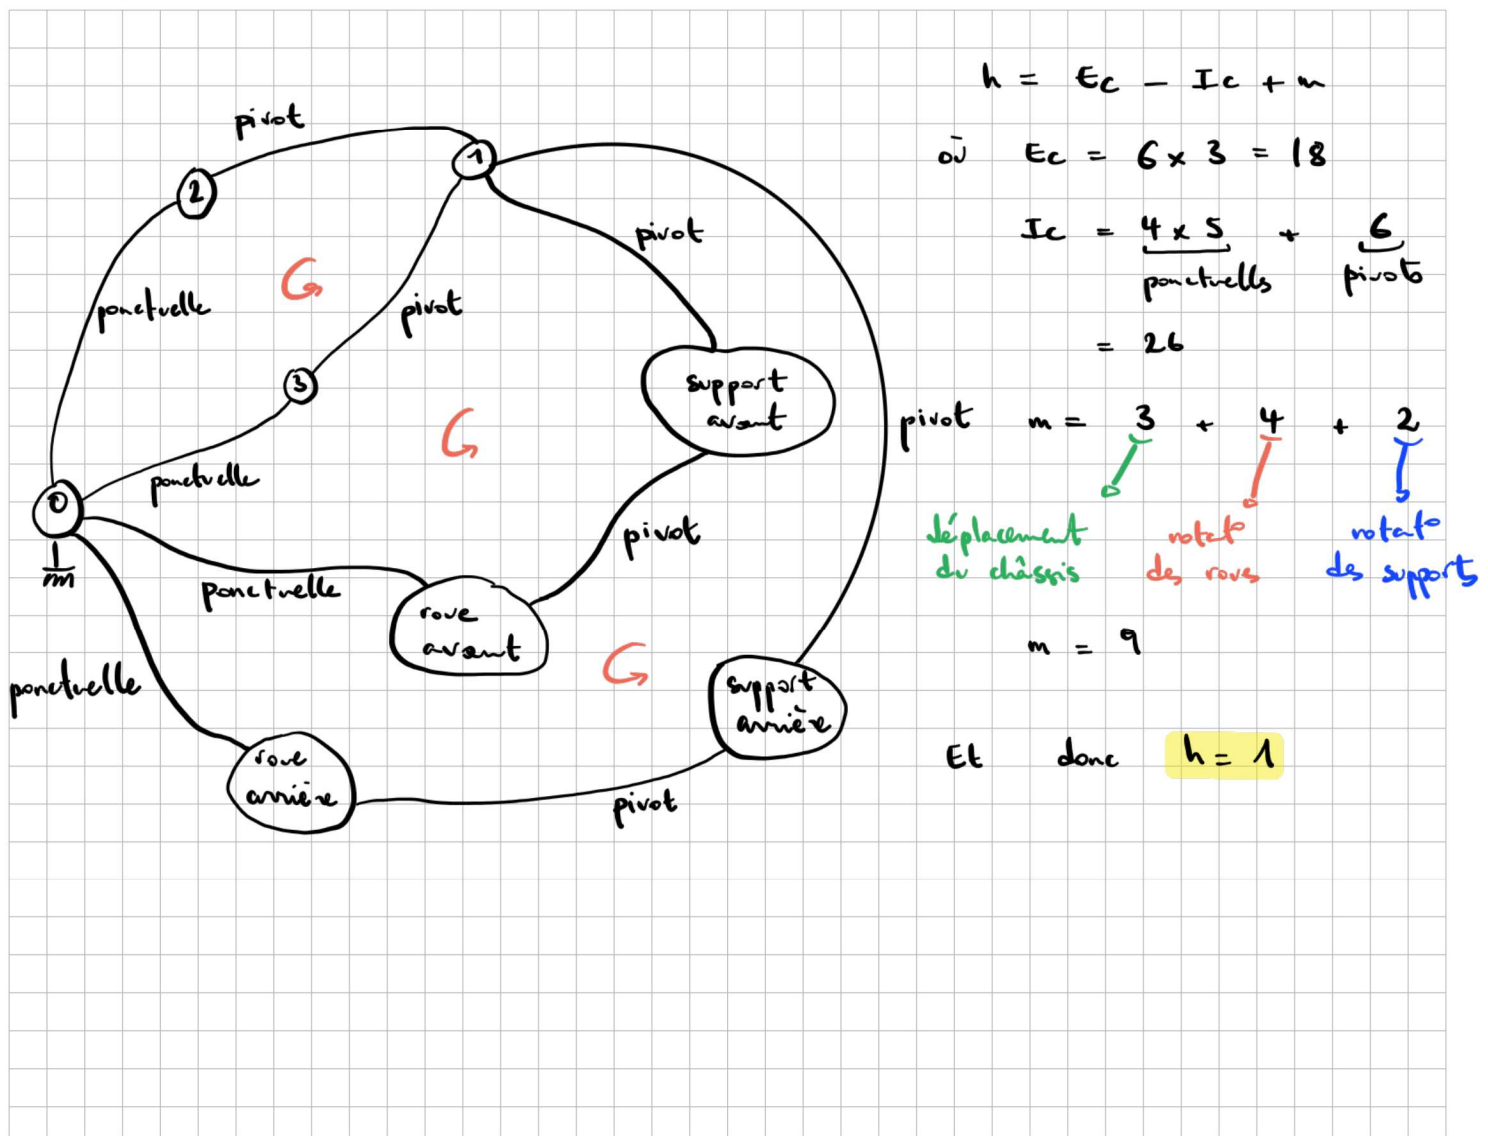 pivot
1
2
pivot
ponctuelle
pivot
3
support
avant
0
ponctuelle
pivot
ponctuelle
roue
avant
ponctuelle
support
arrière
roue
arrière
pivot
pivot
h = Ec - Ic + m
où Ec = 6 x 3 = 18
Ic = 4 x 5 + 6
ponctuelles pivots
= 26
m = 3 + 4 + 2
déplacement
du châssis
rotat°
des roues
rotat°
des supports
m = 9
Et donc h = 1